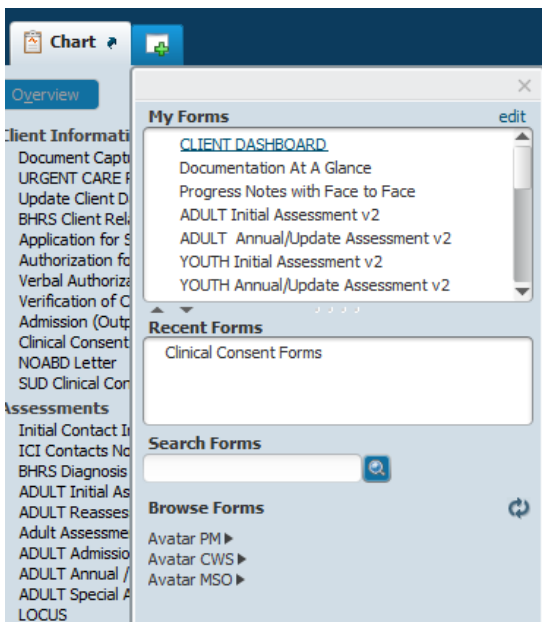 Chart
Overview
Client Informati
Document Captu
URGENT CARE
Update Client D
BHRS Client Rela
Application for S
Authorization fo
Verbal Authoriza
Verification of C
Admission (Outp
Clinical Consent
NOABD Letter
SUD Clinical Con
Assessments
Initial Contact In
ICI Contacts No
BHRS Diagnosis
ADULT Initial As
ADULT Reasses
Adult Assessme
ADULT Admissio
ADULT Annual /
ADULT Special A
LOCUS
My Forms edit
CLIENT DASHBOARD
Documentation At A Glance
Progress Notes with Face to Face
ADULT Initial Assessment v2
ADULT Annual/Update Assessment v2
YOUTH Initial Assessment v2
YOUTH Annual/Update Assessment v2
Recent Forms
Clinical Consent Forms
Search Forms
Browse Forms
Avatar PM
Avatar CWS
Avatar MSO